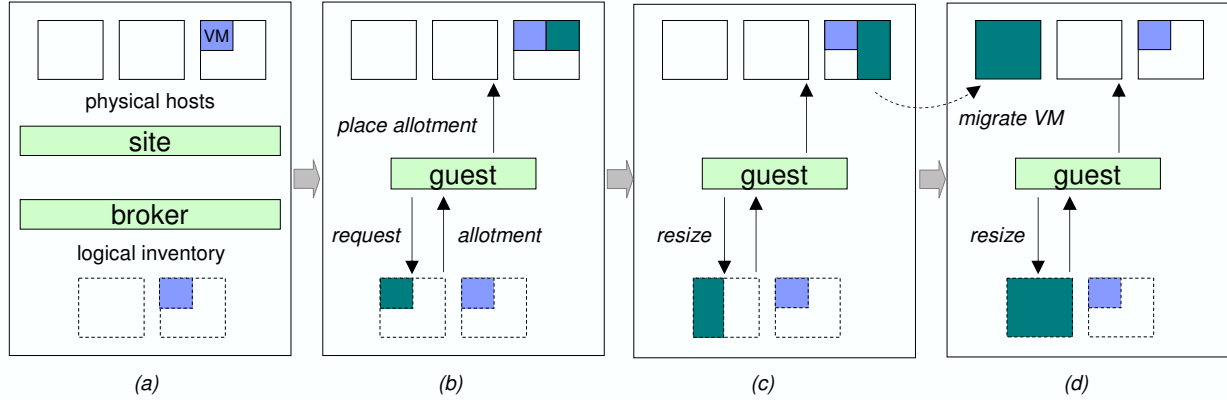 VM
physical hosts
site
broker
logical inventory
(a)
place allotment
guest
request
allotment
(b)
guest
resize
(c)
migrate VM
guest
resize
(d)